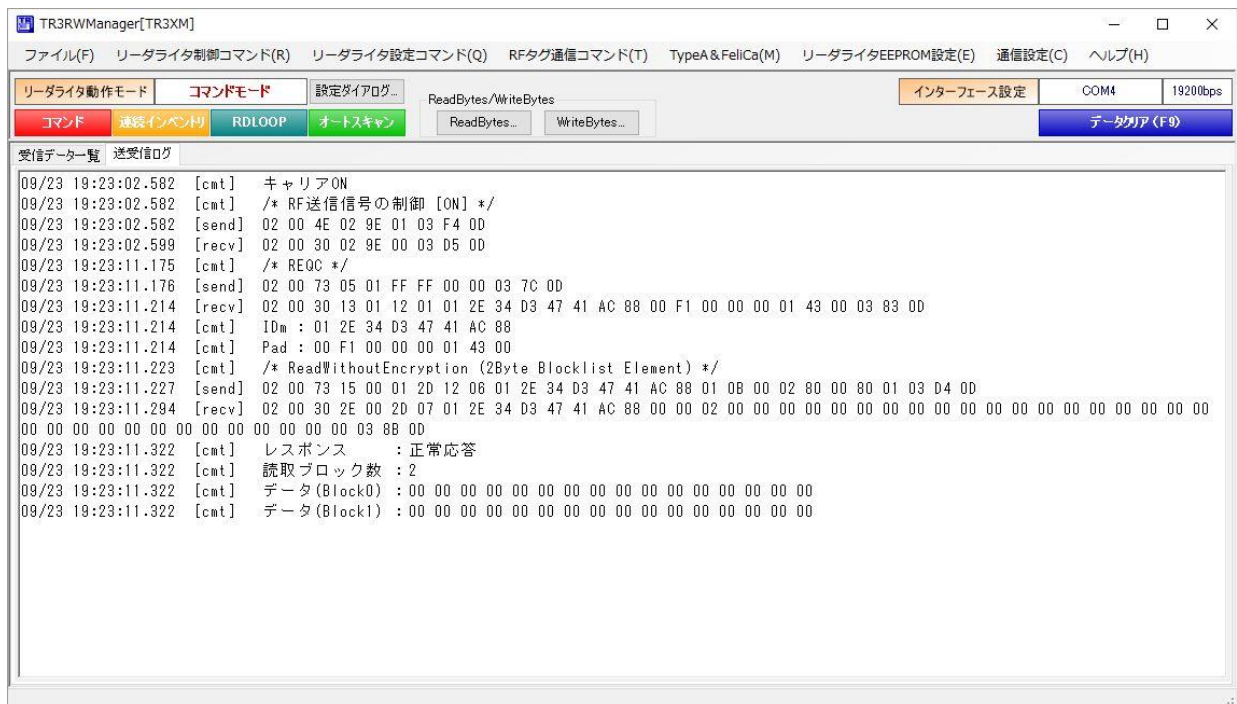 TR3RWManager[TR3XM]
ファイル(F) リーダライタ制御コマンド(R) リーダライタ設定コマンド(Q) RFタグ通信コマンド(T) TypeA&FeliCa(M) リーダライタEEPROM設定(E) 通信設定(C) ヘルプ(H)
リーダライタ動作モード コマンドモード 設定ダイアログ... ReadBytes/WriteBytes インターフェース設定 COM4 19200bps
コマンド 連続インベントリ RDLOOP オートスキャン ReadBytes... WriteBytes... データクリア(F9)
受信データ一覧 送受信ログ
09/23 19:23:02.582 [cmt] キャリアON
09/23 19:23:02.582 [cmt] /* RF送信信号の制御 [ON] */
09/23 19:23:02.582 [send] 02 00 4E 02 9E 01 03 F4 0D
09/23 19:23:02.599 [recv] 02 00 30 02 9E 00 03 D5 0D
09/23 19:23:11.175 [cmt] /* REQC */
09/23 19:23:11.176 [send] 02 00 73 05 01 FF FF 00 00 03 7C 0D
09/23 19:23:11.214 [recv] 02 00 30 13 01 12 01 01 2E 34 D3 47 41 AC 88 00 F1 00 00 00 01 43 00 03 83 0D
09/23 19:23:11.214 [cmt] IDm : 01 2E 34 D3 47 41 AC 88
09/23 19:23:11.214 [cmt] Pad : 00 F1 00 00 00 01 43 00
09/23 19:23:11.223 [cmt] /* ReadWithoutEncryption (2Byte Blocklist Element) */
09/23 19:23:11.227 [send] 02 00 73 15 00 01 2D 12 06 01 2E 34 D3 47 41 AC 88 01 0B 00 02 80 00 80 01 03 D4 0D
09/23 19:23:11.294 [recv] 02 00 30 2E 00 2D 07 01 2E 34 D3 47 41 AC 88 00 00 02 00 00 00 00 00 00 00 00 00 00 00 00 00 00 00 00 00 00 00
00 00 00 00 00 00 00 00 00 00 00 00 00 03 8B 0D
09/23 19:23:11.322 [cmt] レスポンス :正常応答
09/23 19:23:11.322 [cmt] 読取ブロック数 :2
09/23 19:23:11.322 [cmt] データ(Block0) :00 00 00 00 00 00 00 00 00 00 00 00 00 00 00 00
09/23 19:23:11.322 [cmt] データ(Block1) :00 00 00 00 00 00 00 00 00 00 00 00 00 00 00 00